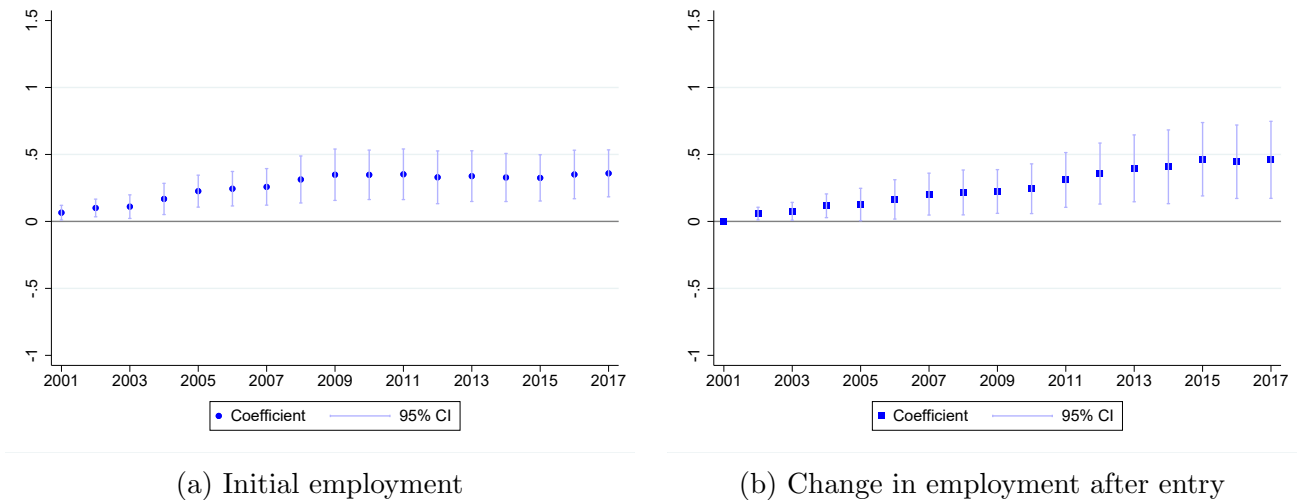 1.5
1
.5
0
-.5
-1
2001 2003 2005 2007 2009 2011 2013 2015 2017
Coefficient 95% CI
(a) Initial employment
1.5
1
.5
0
-.5
-1
2001 2003 2005 2007 2009 2011 2013 2015 2017
Coefficient 95% CI
(b) Change in employment after entry